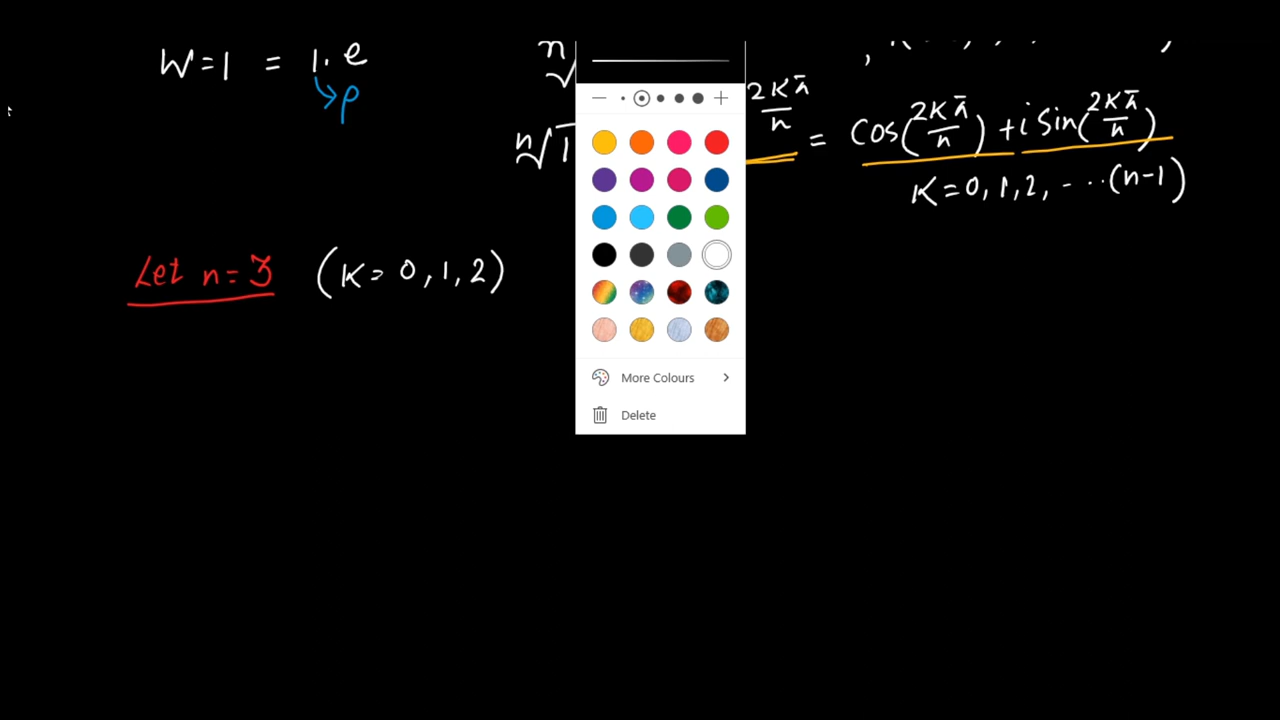 W=1 = 1. e
ρ
n√
n√1
2Kπ/n = Cos(2Kπ/n) + i Sin(2Kπ/n)
K=0,1,2, -...(n-1)
Let n=3 (K= 0,1,2)
More Colours
Delete